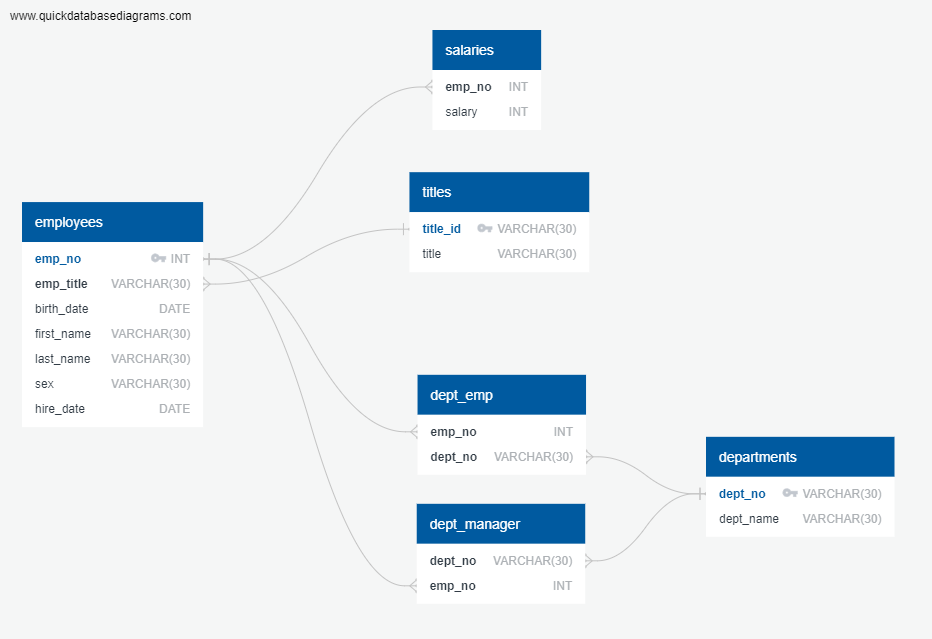 www.quickdatabasediagrams.com
salaries
emp_no INT
salary INT
titles
title_id VARCHAR(30)
title VARCHAR(30)
employees
emp_no INT
emp_title VARCHAR(30)
birth_date DATE
first_name VARCHAR(30)
last_name VARCHAR(30)
sex VARCHAR(30)
hire_date DATE
dept_emp
emp_no INT
dept_no VARCHAR(30)
departments
dept_no VARCHAR(30)
dept_name VARCHAR(30)
dept_manager
dept_no VARCHAR(30)
emp_no INT